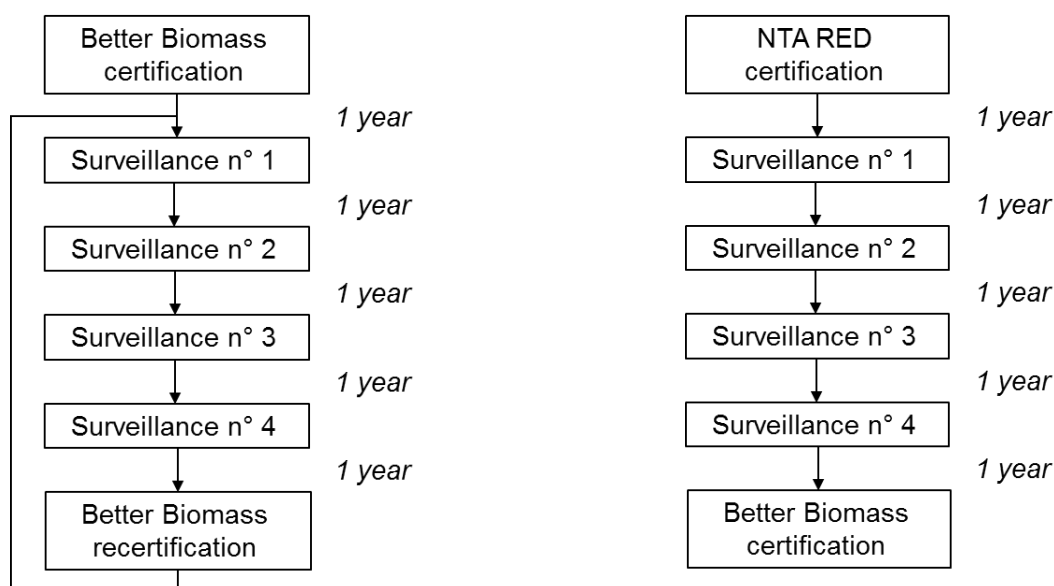 Better Biomass
certification
1 year
Surveillance n° 1
1 year
Surveillance n° 2
1 year
Surveillance n° 3
1 year
Surveillance n° 4
1 year
Better Biomass
recertification
NTA RED
certification
1 year
Surveillance n° 1
1 year
Surveillance n° 2
1 year
Surveillance n° 3
1 year
Surveillance n° 4
1 year
Better Biomass
certification